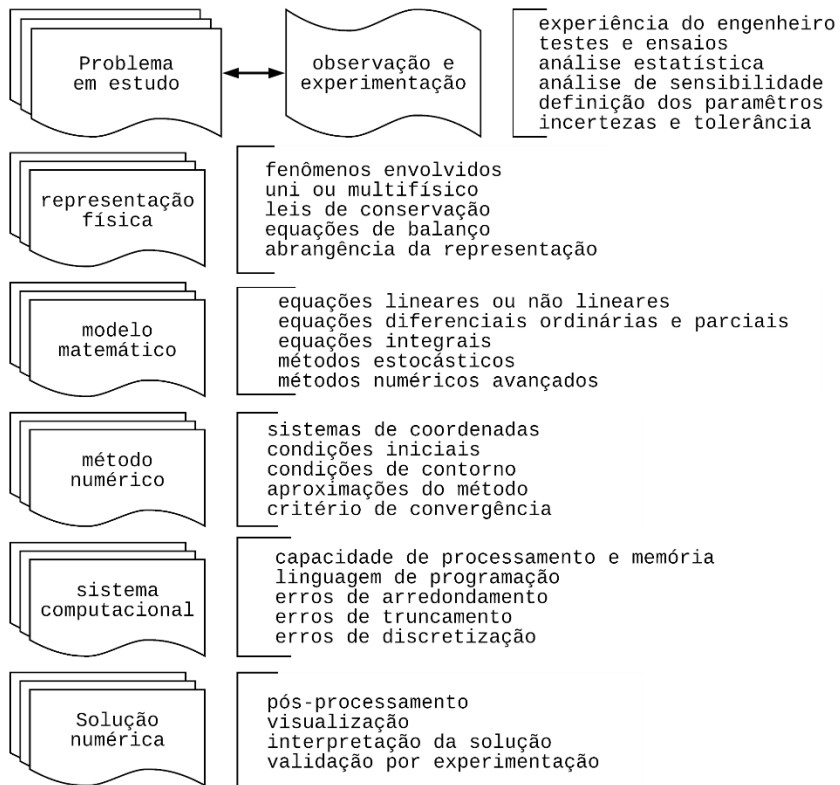 Problema
em estudo
observação e
experimentação
experiência do engenheiro
testes e ensaios
análise estatística
análise de sensibilidade
definição dos paramêtros
incertezas e tolerância
representação
física
fenômenos envolvidos
uni ou multifísico
leis de conservação
equações de balanço
abrangência da representação
modelo
matemático
equações lineares ou não lineares
equações diferenciais ordinárias e parciais
equações integrais
métodos estocásticos
métodos numéricos avançados
método
numérico
sistemas de coordenadas
condições iniciais
condições de contorno
aproximações do método
critério de convergência
sistema
computacional
capacidade de processamento e memória
linguagem de programação
erros de arredondamento
erros de truncamento
erros de discretização
Solução
numérica
pós-processamento
visualização
interpretação da solução
validação por experimentação